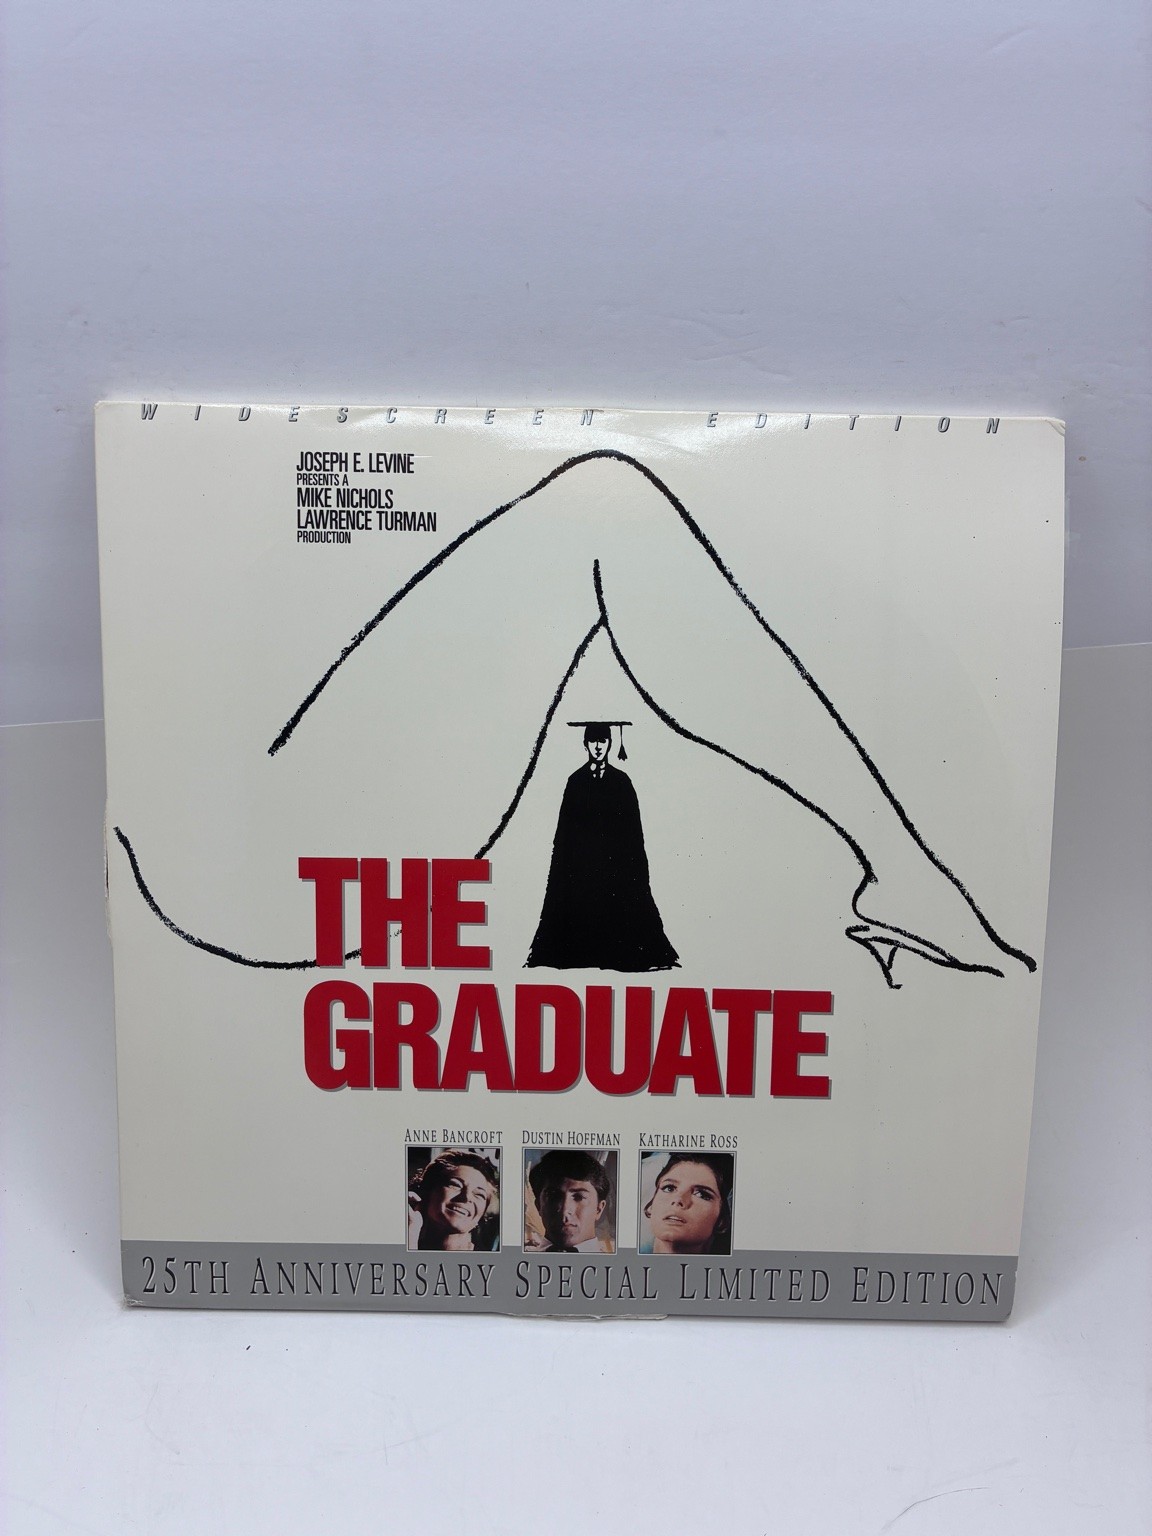 WIDESCREEN EDITION
JOSEPH E. LEVINE
PRESENTS A
MIKE NICHOLS
LAWRENCE TURMAN
PRODUCTION
THE
GRADUATE
ANNE BANCROFT DUSTIN HOFFMAN KATHARINE ROSS
25TH ANNIVERSARY SPECIAL LIMITED EDITION